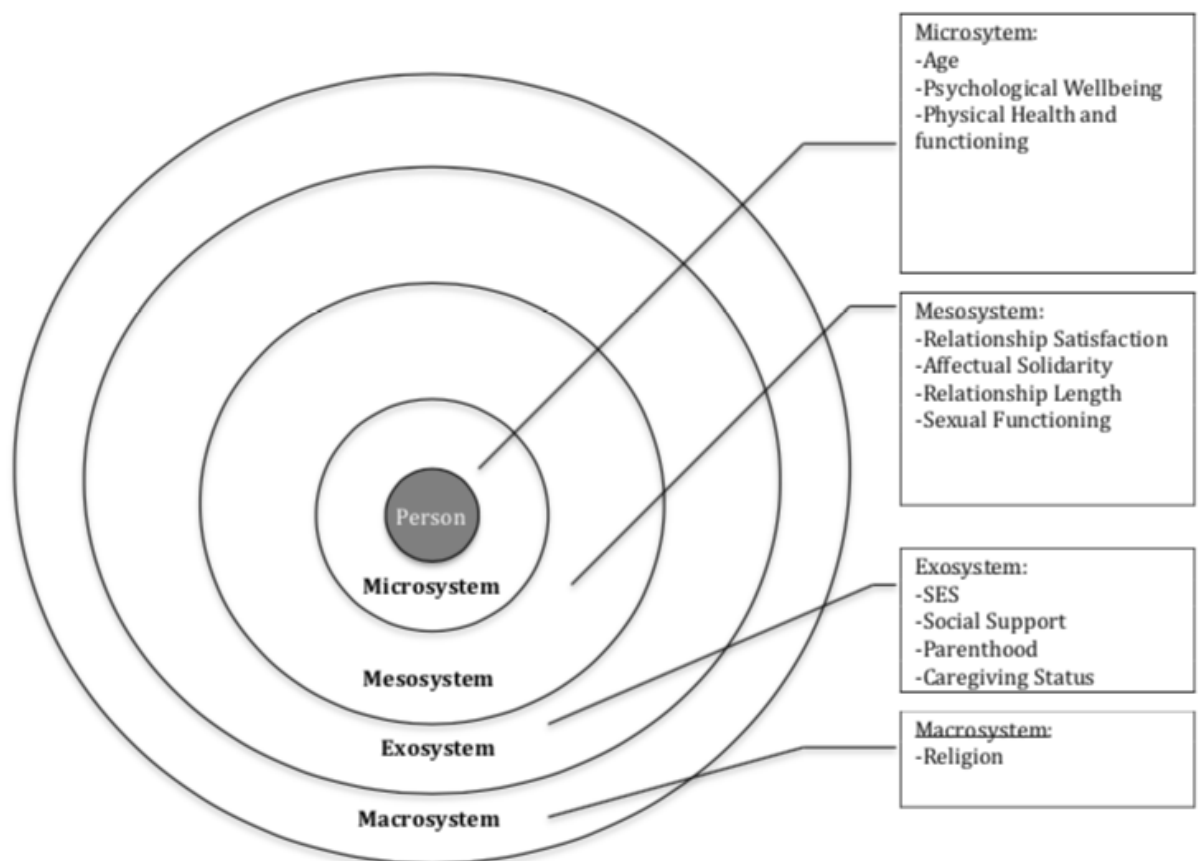 Microsytem:
-Age
-Psychological Wellbeing
-Physical Health and
functioning
Mesosystem:
-Relationship Satisfaction
-Affectual Solidarity
-Relationship Length
-Sexual Functioning
Exosystem:
-SES
-Social Support
-Parenthood
-Caregiving Status
Macrosystem:
-Religion
Person
Microsystem
Mesosystem
Exosystem
Macrosystem